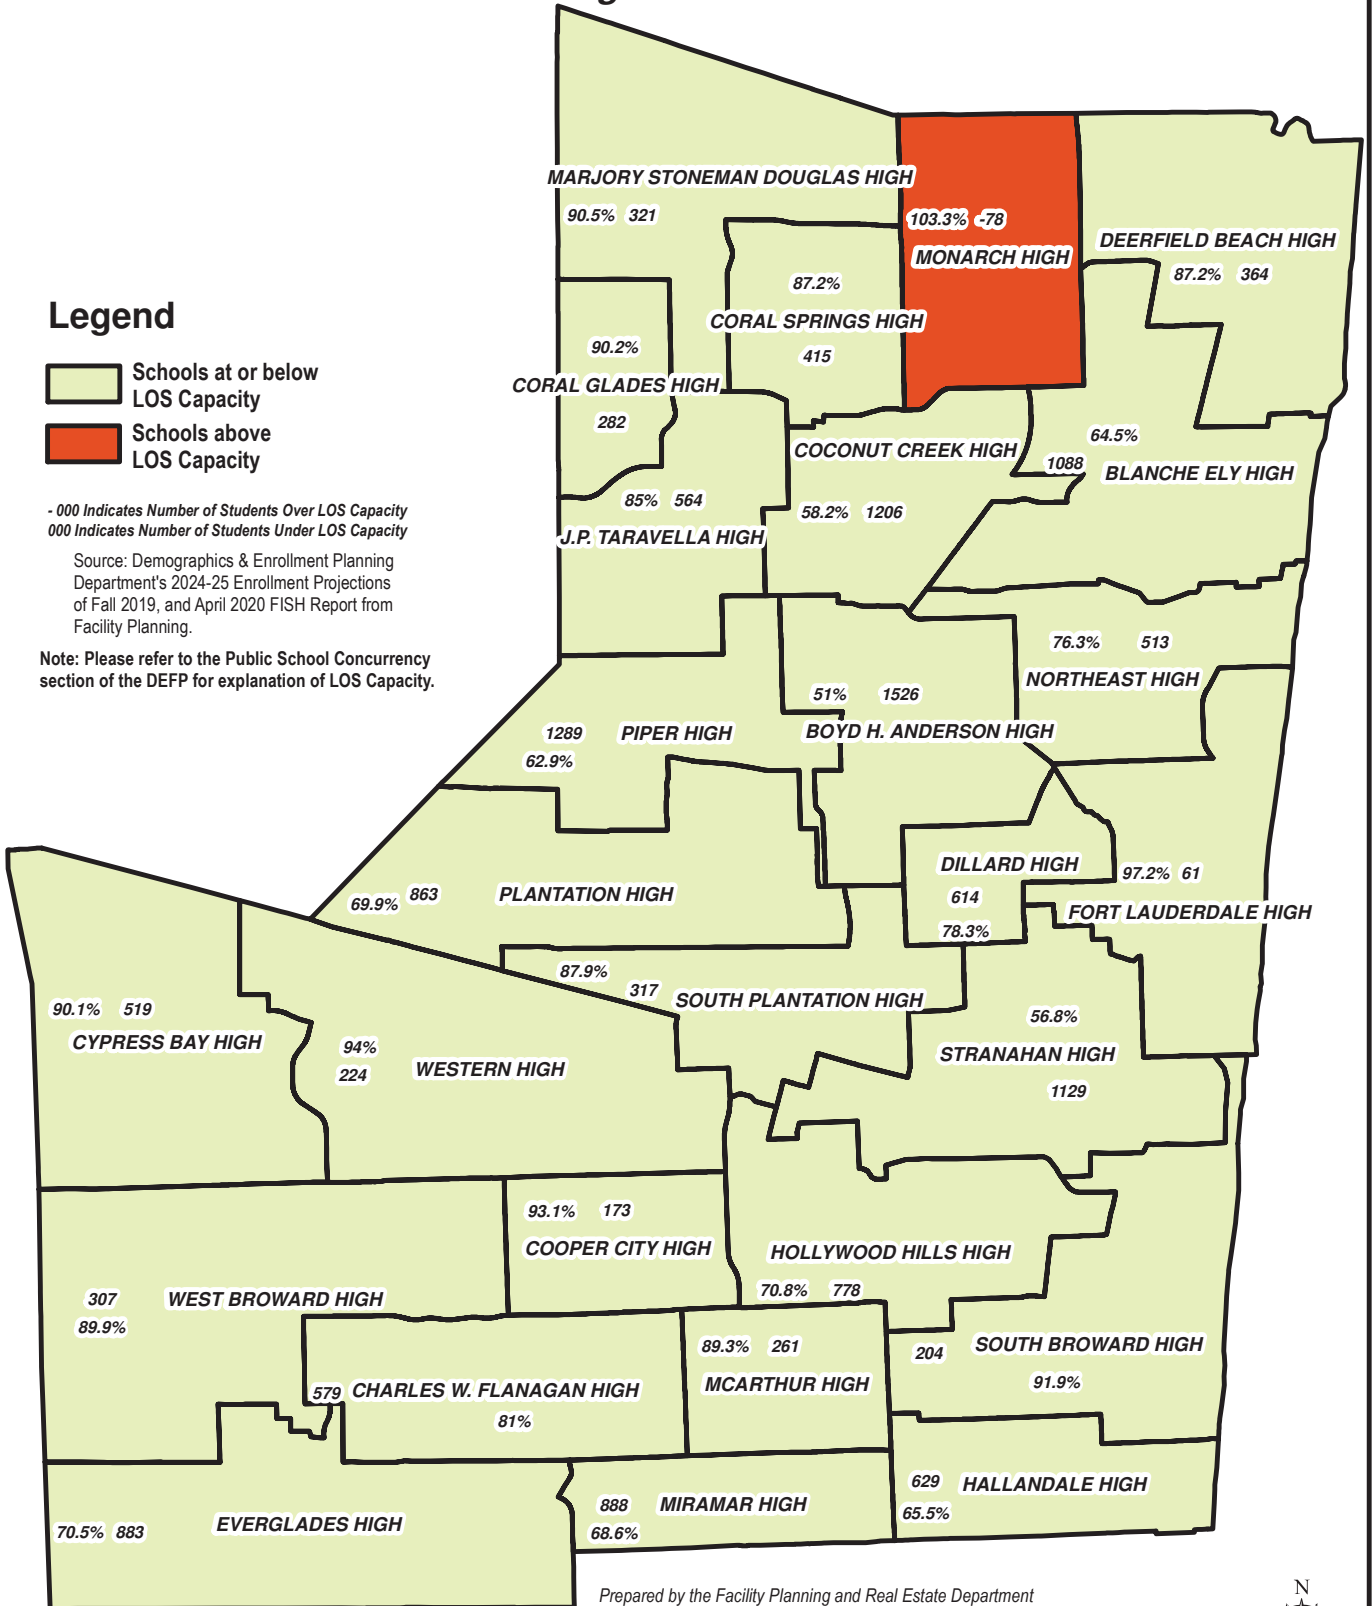 MARJORY STONEMAN DOUGLAS HIGH
90.5% 321
103.3% -78
MONARCH HIGH
DEERFIELD BEACH HIGH
87.2% 364
87.2%
CORAL SPRINGS HIGH
415
Legend
Schools at or below
LOS Capacity
Schools above
LOS Capacity
- 000 Indicates Number of Students Over LOS Capacity
000 Indicates Number of Students Under LOS Capacity
Source: Demographics & Enrollment Planning
Department's 2024-25 Enrollment Projections
of Fall 2019, and April 2020 FISH Report from
Facility Planning.
Note: Please refer to the Public School Concurrency
section of the DEFP for explanation of LOS Capacity.
90.2%
CORAL GLADES HIGH
282
COCONUT CREEK HIGH
58.2% 1206
64.5%
1088
BLANCHE ELY HIGH
85% 564
J.P. TARAVELLA HIGH
76.3% 513
NORTHEAST HIGH
51% 1526
BOYD H. ANDERSON HIGH
1289 PIPER HIGH
62.9%
DILLARD HIGH
614
78.3%
97.2% 61
FORT LAUDERDALE HIGH
69.9% 863 PLANTATION HIGH
87.9%
317 SOUTH PLANTATION HIGH
90.1% 519
CYPRESS BAY HIGH
94%
224
WESTERN HIGH
56.8%
STRANAHAN HIGH
1129
93.1% 173
COOPER CITY HIGH
HOLLYWOOD HILLS HIGH
70.8% 778
307 WEST BROWARD HIGH
89.9%
89.3% 261
MCARTHUR HIGH
204 SOUTH BROWARD HIGH
91.9%
579 CHARLES W. FLANAGAN HIGH
81%
629 HALLANDALE HIGH
65.5%
888 MIRAMAR HIGH
68.6%
EVERGLADES HIGH
70.5% 883
Prepared by the Facility Planning and Real Estate Department
N